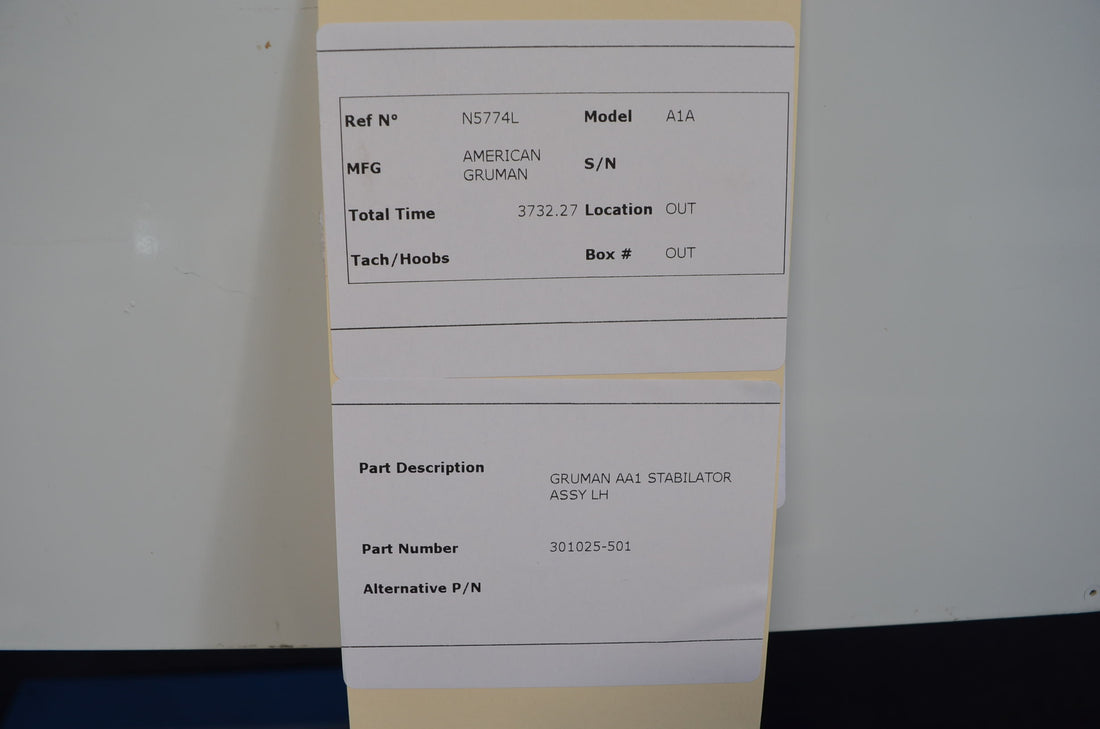 Ref Nº N5774L Model A1A
MFG AMERICAN GRUMAN S/N
Total Time 3732.27 Location OUT
Tach/Hoobs Box # OUT
Part Description GRUMAN AA1 STABILATOR
ASSY LH
Part Number 301025-501
Alternative P/N